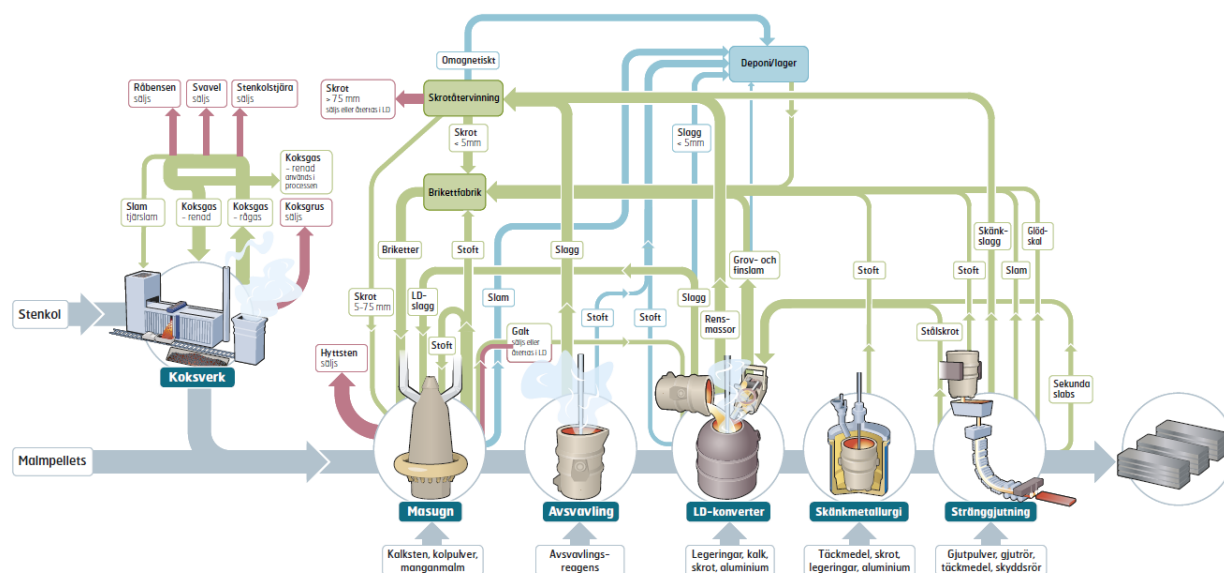 Omagnetiskt
Deponi/lager
Råbensen
säljs
Svavel
säljs
Stenkolstjära
säljs
Skrot
> 75 mm
säljs eller åternas i LD
Skrotåtervinning
Skrot
< 5mm
Slagg
< 5mm
Koksgas
– renad
används i
processen
Brikettfabrik
Slam
tjärslam
Koksgas
– renad
Koksgas
– rågas
Koksgrus
säljs
Briketter
Stoft
Slagg
Grov- och
finslam
Stoft
Stoft
Skänk-
slagg
Slam
Glöd-
skal
Skrot
5–75 mm
LD-
slagg
Slam
Stoft
Stoft
Slagg
Rens-
massor
Stenkol
Koksverk
Hyttsten
säljs
Stoft
Galt
säljs eller
åternas i LD
Stålskrot
Sekunda
slabs
Malmpellets
Masugn
Avsvavling
LD-konverter
Skänkmetallurgi
Stränggjutning
Kalksten, kolpulver,
manganmalm
Avsvavlings-
reagens
Legeringar, kalk,
skrot, aluminium
Täckmedel, skrot,
legeringar, aluminium
Gjutpulver, gjutrör,
täckmedel, skyddsrör